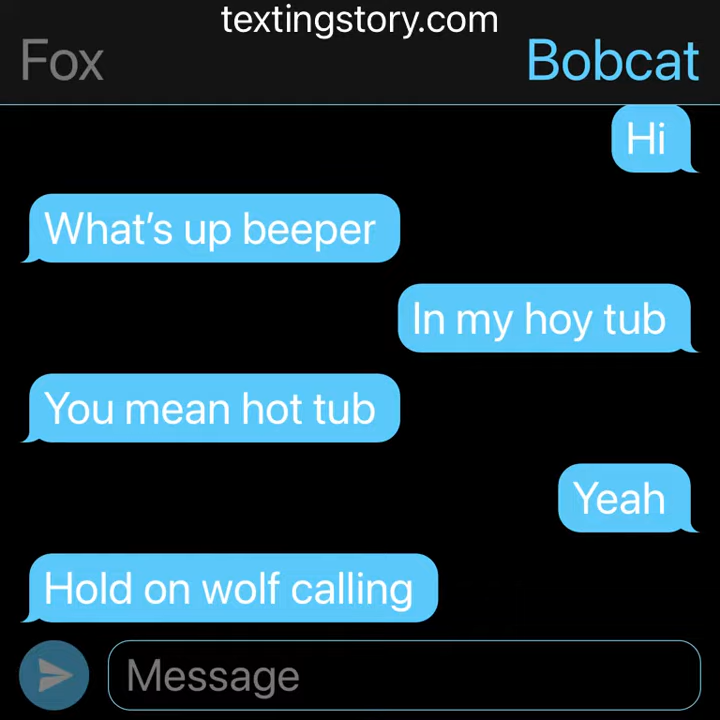 textingstory.com
Fox Bobcat
Hi
What's up beeper
In my hoy tub
You mean hot tub
Yeah
Hold on wolf calling
Message